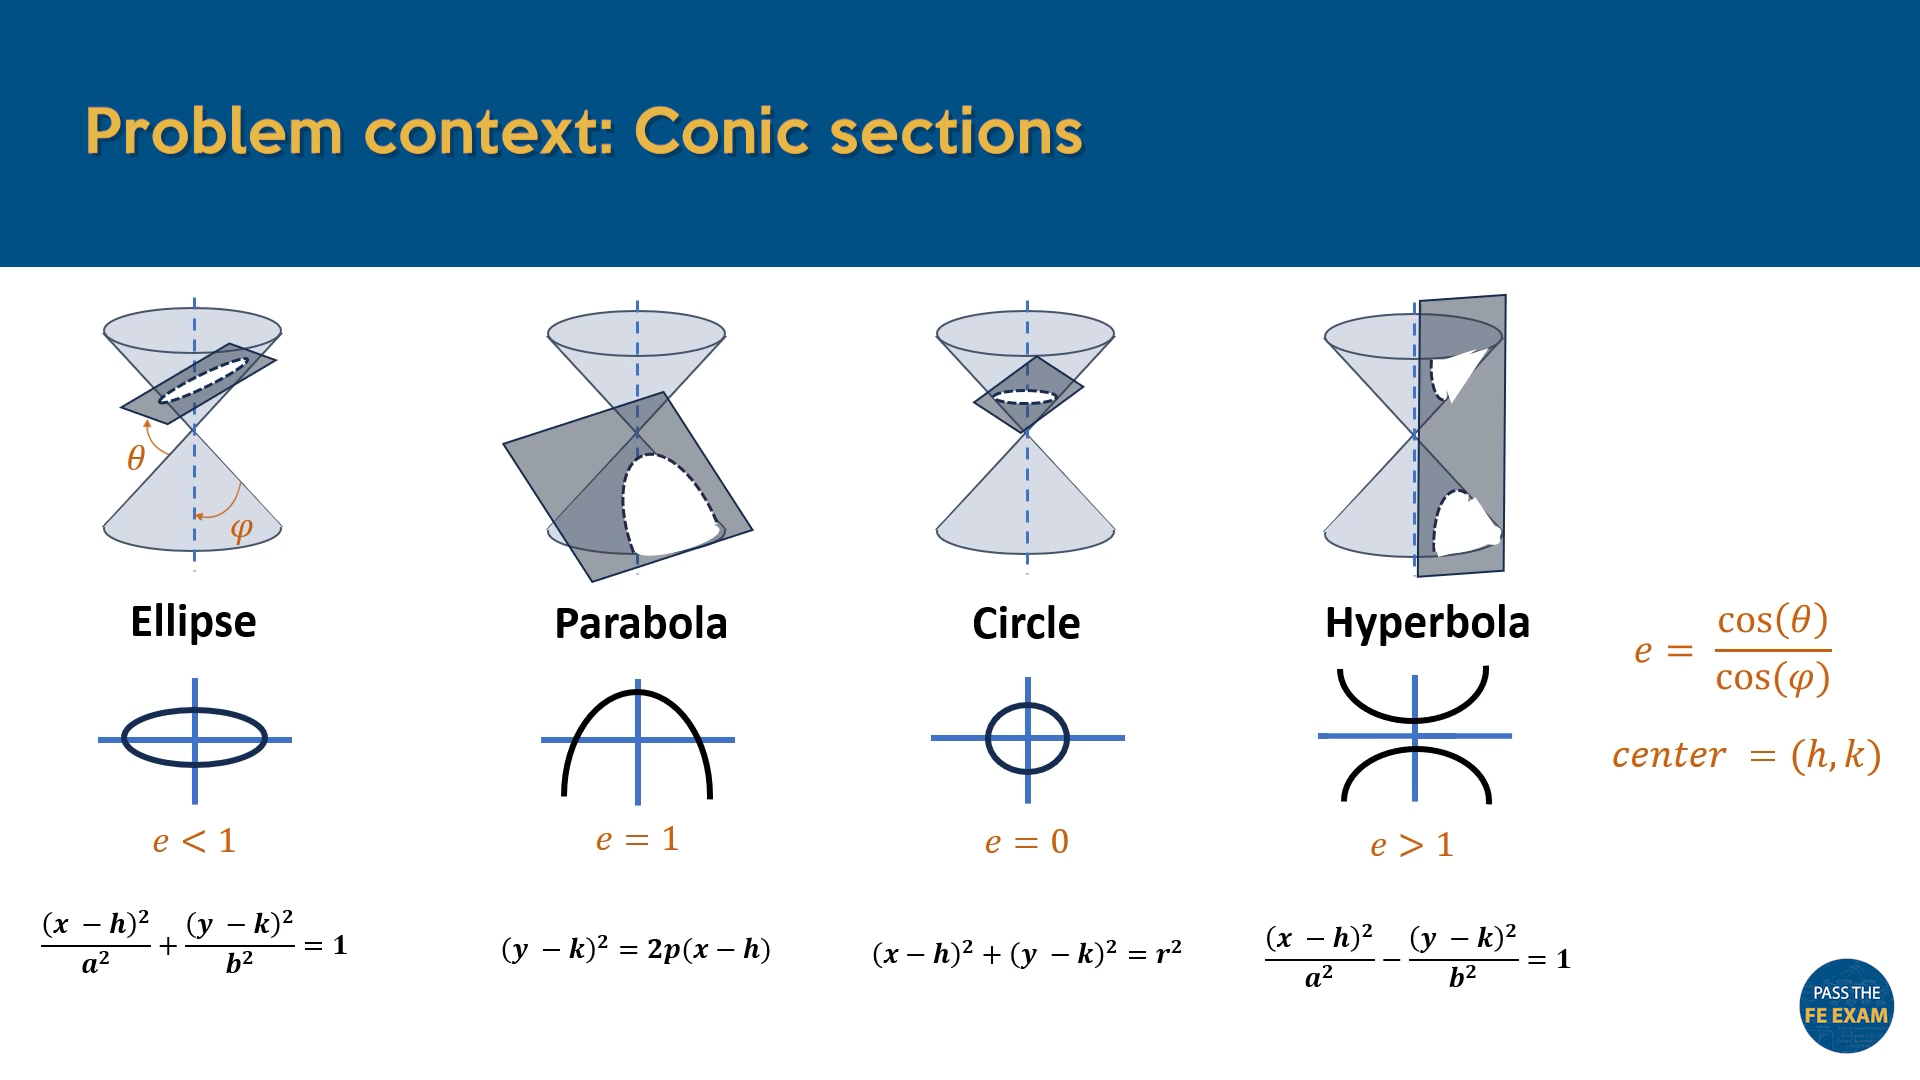 Problem context: Conic sections
θ
φ
Ellipse
Parabola
Circle
Hyperbola
e = cos(θ) / cos(φ)
center = (h, k)
e < 1
e = 1
e = 0
e > 1
(x − h)² / a² + (y − k)² / b² = 1
(y − k)² = 2p(x − h)
(x − h)² + (y − k)² = r²
(x − h)² / a² − (y − k)² / b² = 1
PASS THE
FE EXAM